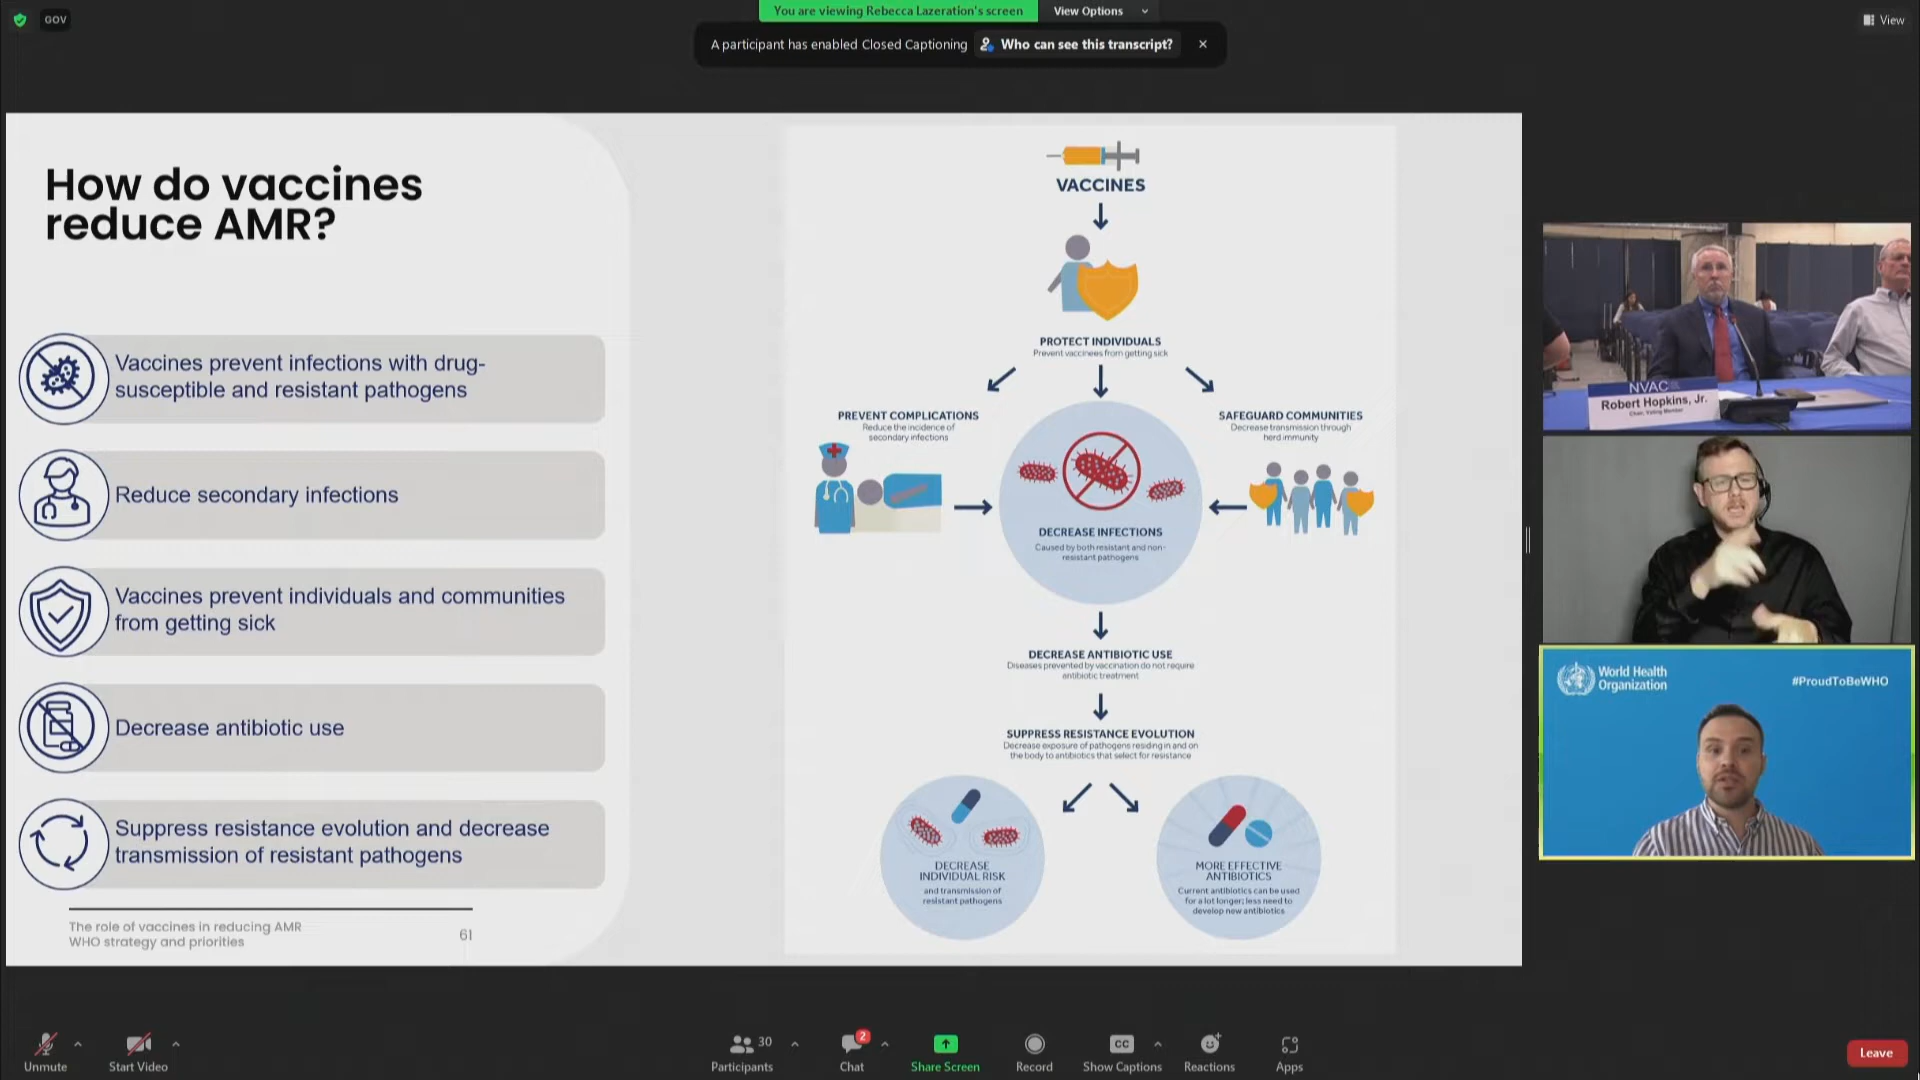 GOV
You are viewing Rebecca Lazeration's screen
View Options
View
A participant has enabled Closed Captioning
Who can see this transcript?
How do vaccines
reduce AMR?
Vaccines prevent infections with drug-
susceptible and resistant pathogens
Reduce secondary infections
Vaccines prevent individuals and communities
from getting sick
Decrease antibiotic use
Suppress resistance evolution and decrease
transmission of resistant pathogens
The role of vaccines in reducing AMR
WHO strategy and priorities
61
VACCINES
PROTECT INDIVIDUALS
Prevent vaccinees from getting sick
PREVENT COMPLICATIONS
Reduce the incidence of
secondary infections
SAFEGUARD COMMUNITIES
Decrease transmission through
herd immunity
DECREASE INFECTIONS
Caused by both resistant and non-
resistant pathogens
DECREASE ANTIBIOTIC USE
Diseases prevented by vaccination do not require
antibiotic treatment
SUPPRESS RESISTANCE EVOLUTION
Decrease exposure of pathogens residing in and on
the body to antibiotics that select for resistance
DECREASE
INDIVIDUAL RISK
and transmission of
resistant pathogens
MORE EFFECTIVE
ANTIBIOTICS
Current antibiotics can be used
for a lot longer; less need to
develop new antibiotics
NVAC
Robert Hopkins, Jr.
Chair, Voting Member
World Health
Organization
#ProudToBeWHO
Unmute
Start Video
30
Participants
2
Chat
Share Screen
Record
CC
Show Captions
Reactions
Apps
Leave